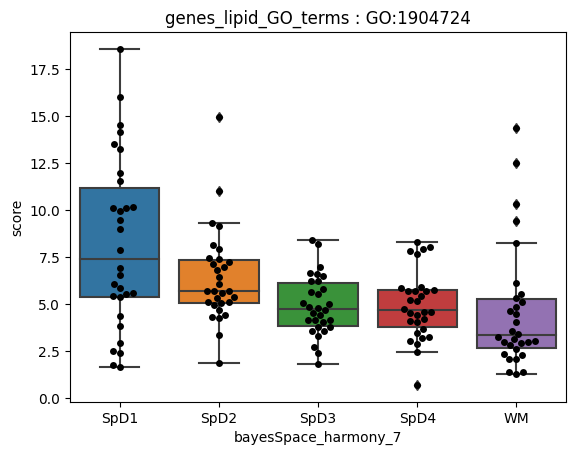 genes_lipid_GO_terms : GO:1904724
score
17.5
15.0
12.5
10.0
7.5
5.0
2.5
0.0
SpD1 SpD2 SpD3 SpD4 WM
bayesSpace_harmony_7